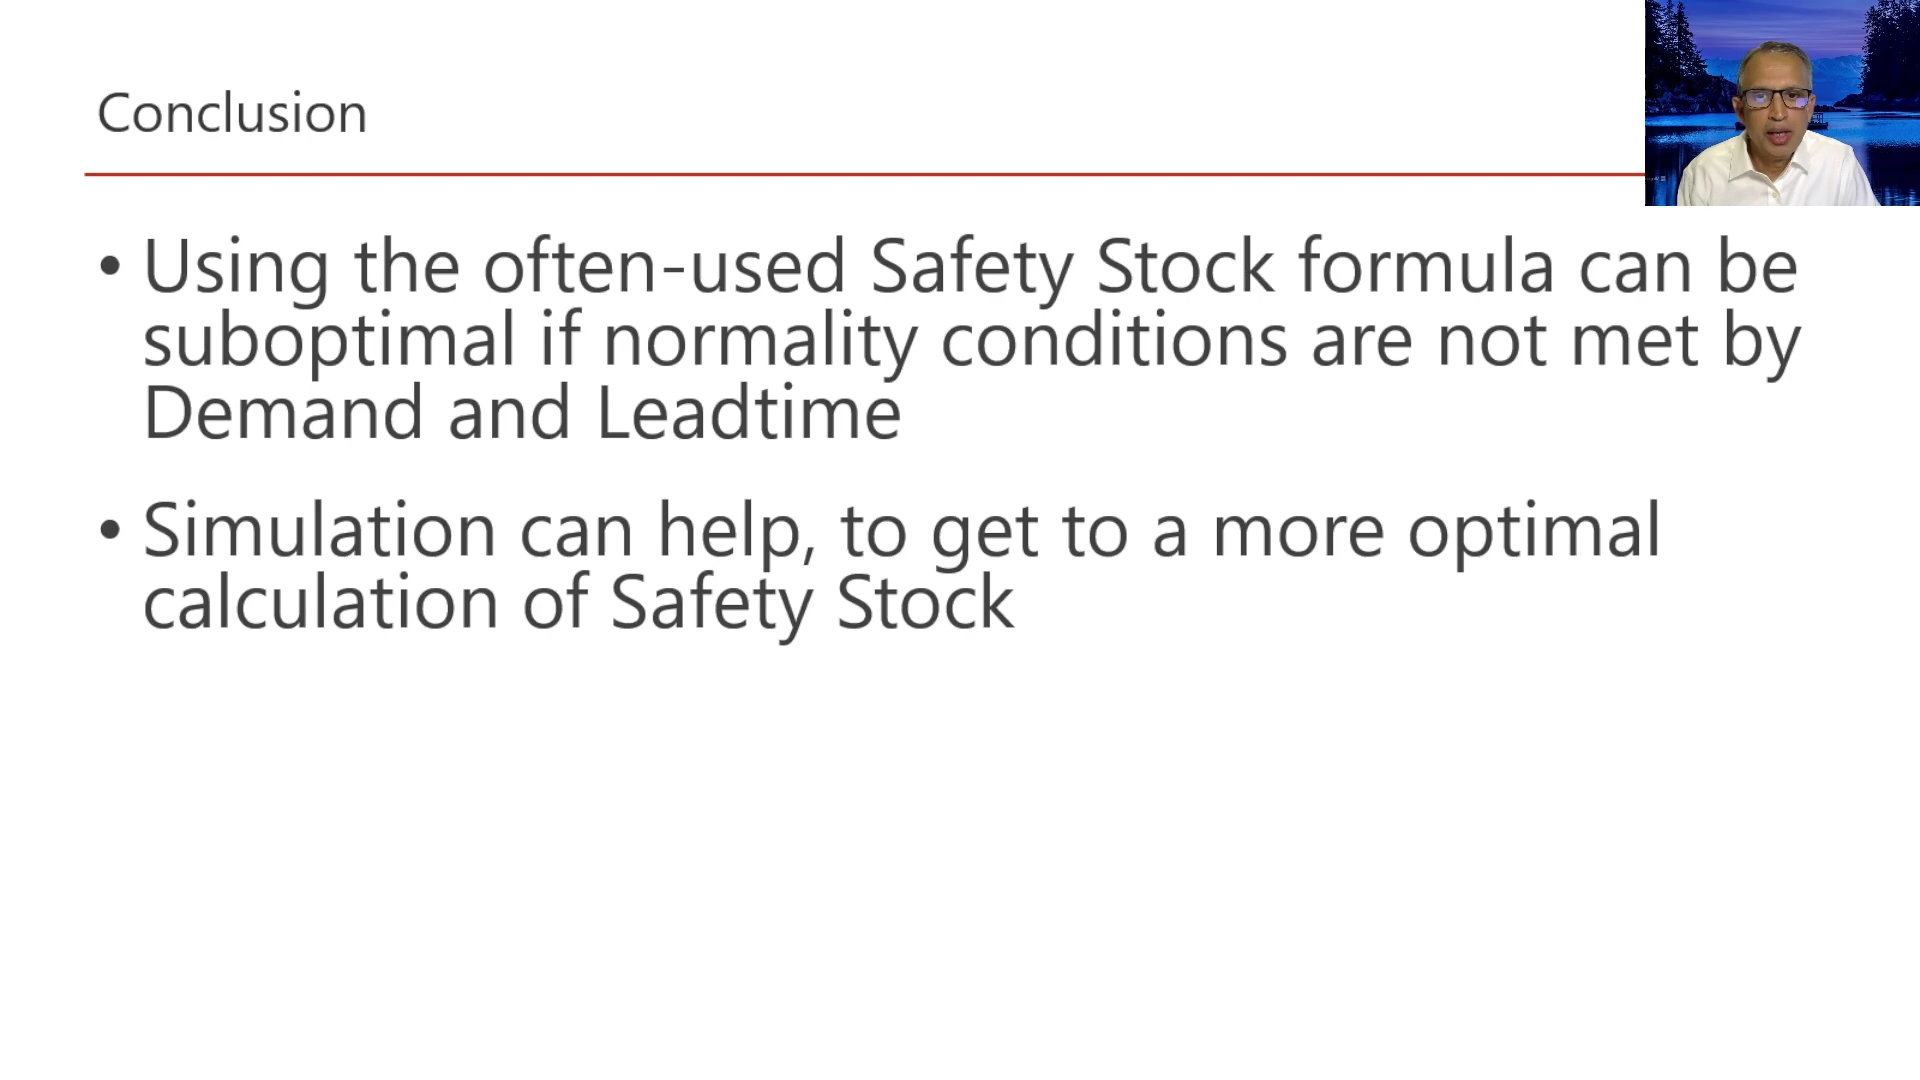 Conclusion
• Using the often-used Safety Stock formula can be
suboptimal if normality conditions are not met by
Demand and Leadtime
• Simulation can help, to get to a more optimal
calculation of Safety Stock